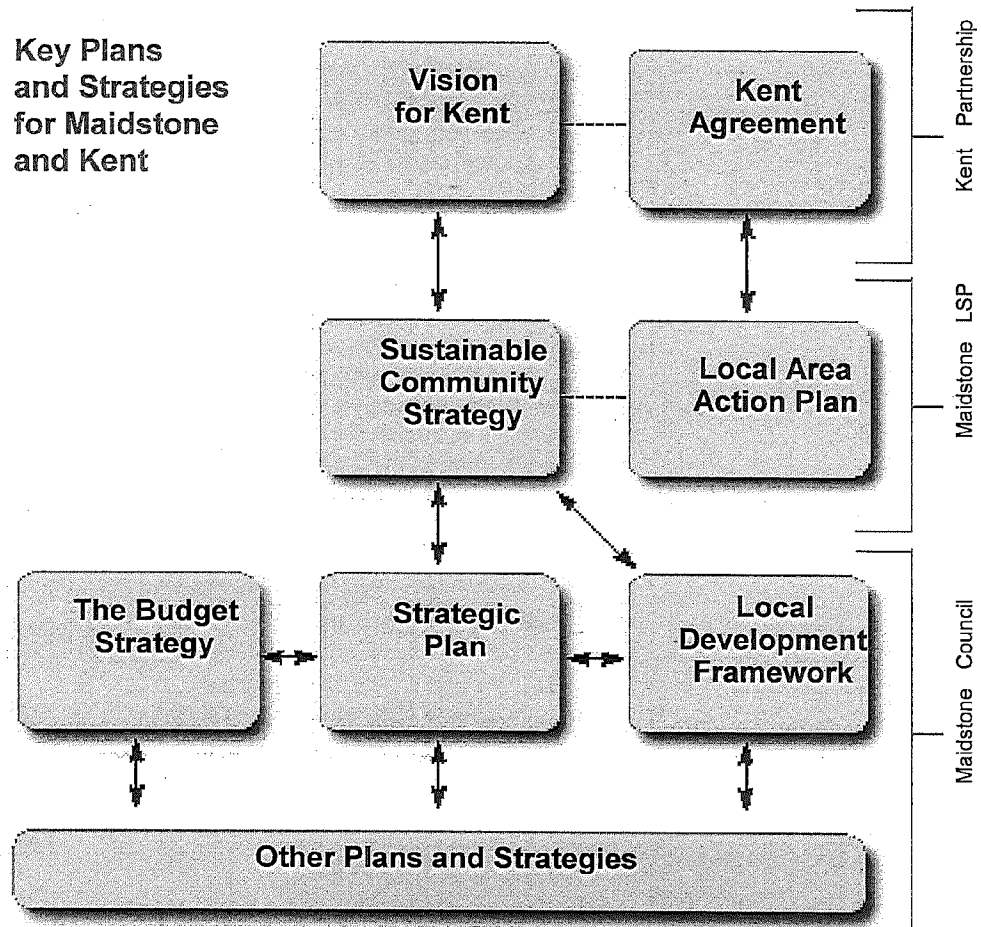 Key Plans
and Strategies
for Maidstone
and Kent
Vision
for Kent
Kent
Agreement
Kent Partnership
Sustainable
Community
Strategy
Local Area
Action Plan
Maidstone LSP
The Budget
Strategy
Strategic
Plan
Local
Development
Framework
Maidstone Council
Other Plans and Strategies